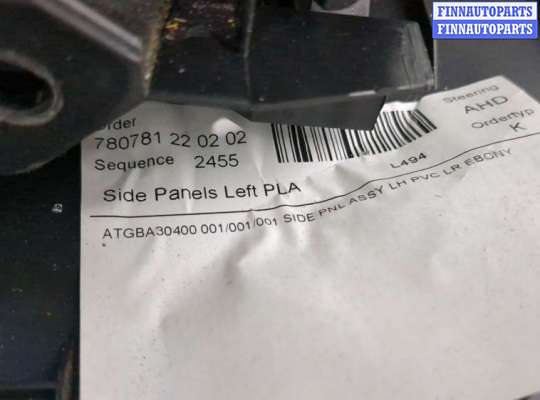 FINNAUTOPARTS
FINNAUTOPARTS
Order
780781 22 02 02
Sequence 2455
Side Panels Left PLA
ATGBA30400 001/001/001 SIDE PNL ASSY LH PVC LR EBONY
L494
Steering
AHD
Ordertyp
K